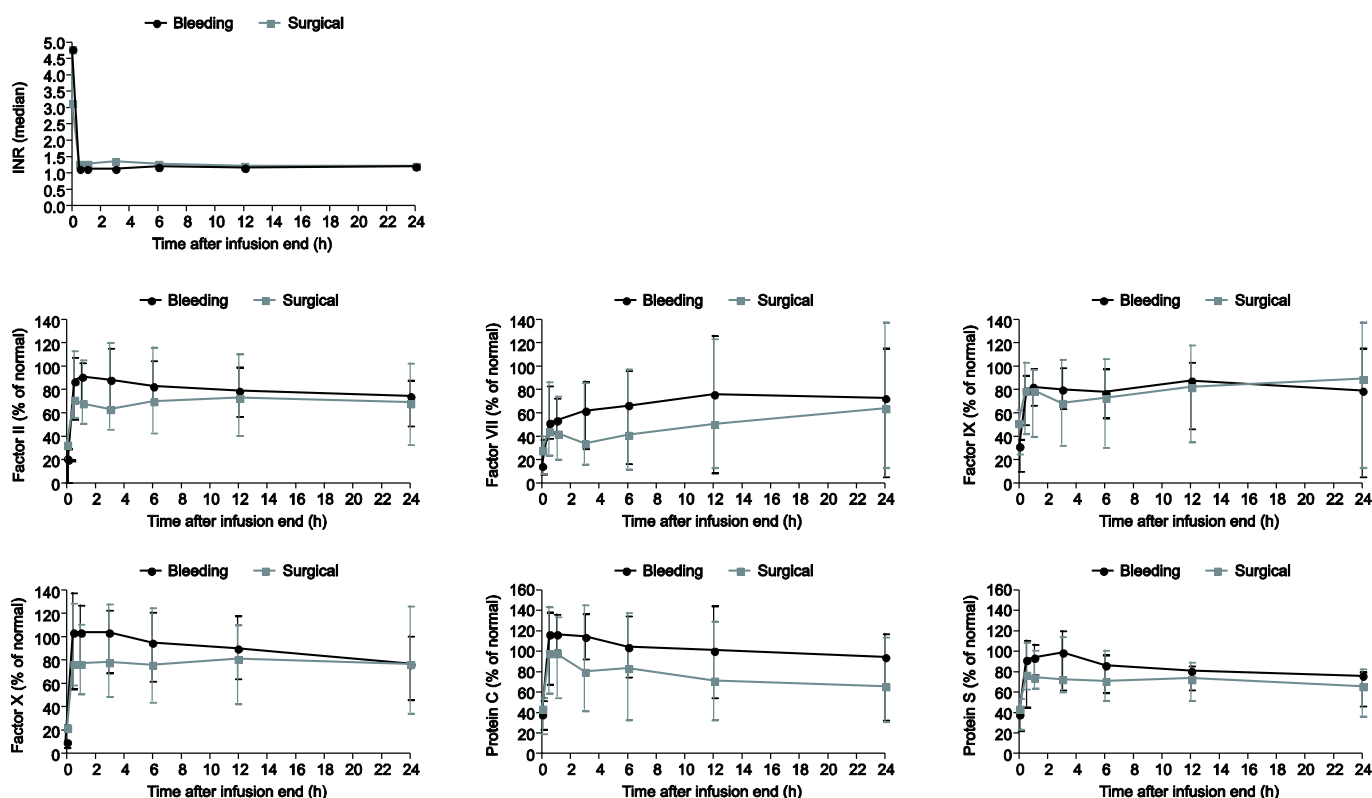 Bleeding Surgical
INR (median)
5.0
4.5
4.0
3.5
3.0
2.5
2.0
1.5
1.0
0.5
0.0
0 2 4 6 8 10 12 14 16 18 20 22 24
Time after infusion end (h)
Bleeding Surgical
Factor II (% of normal)
140
120
100
80
60
40
20
0
0 2 4 6 8 10 12 14 16 18 20 22 24
Time after infusion end (h)
Bleeding Surgical
Factor VII (% of normal)
140
120
100
80
60
40
20
0
0 2 4 6 8 10 12 14 16 18 20 22 24
Time after infusion end (h)
Bleeding Surgical
Factor IX (% of normal)
140
120
100
80
60
40
20
0
0 2 4 6 8 10 12 14 16 18 20 22 24
Time after infusion end (h)
Bleeding Surgical
Factor X (% of normal)
140
120
100
80
60
40
20
0
0 2 4 6 8 10 12 14 16 18 20 22 24
Time after infusion end (h)
Bleeding Surgical
Protein C (% of normal)
160
140
120
100
80
60
40
20
0
0 2 4 6 8 10 12 14 16 18 20 22 24
Time after infusion end (h)
Bleeding Surgical
Protein S (% of normal)
160
140
120
100
80
60
40
20
0
0 2 4 6 8 10 12 14 16 18 20 22 24
Time after infusion end (h)